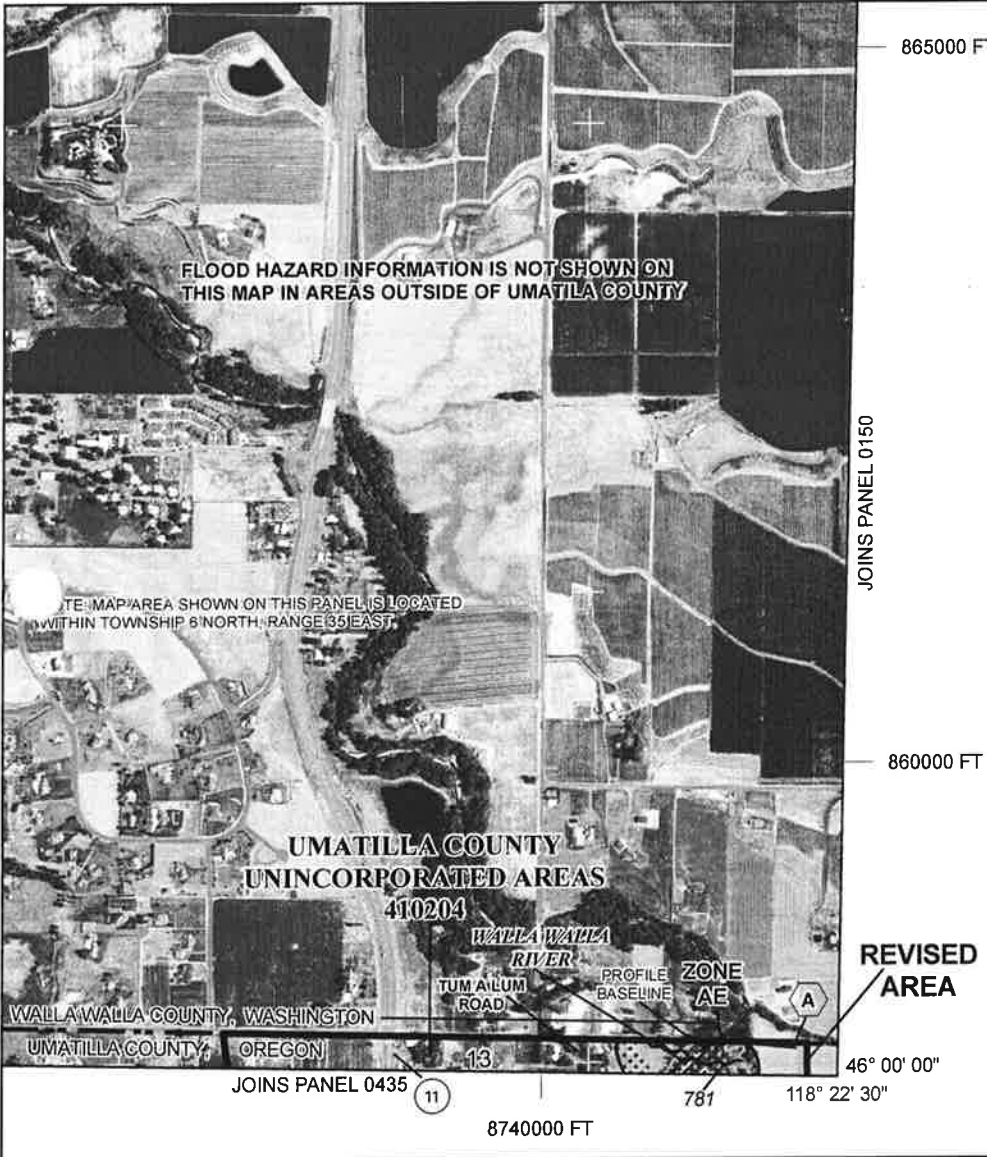 865000 FT
FLOOD HAZARD INFORMATION IS NOT SHOWN ON
THIS MAP IN AREAS OUTSIDE OF UMATILA COUNTY
JOINS PANEL 0150
TE: MAP AREA SHOWN ON THIS PANEL IS LOCATED
WITHIN TOWNSHIP 6 NORTH, RANGE 35 EAST
860000 FT
UMATILLA COUNTY
UNINCORPORATED AREAS
410204
WALLA WALLA
RIVER
TUM A LUM
ROAD
PROFILE
BASELINE
ZONE
AE
A
REVISED
AREA
WALLA WALLA COUNTY, WASHINGTON
UMATILLA COUNTY, OREGON
13
46° 00' 00"
JOINS PANEL 0435
11
781
118° 22' 30"
8740000 FT